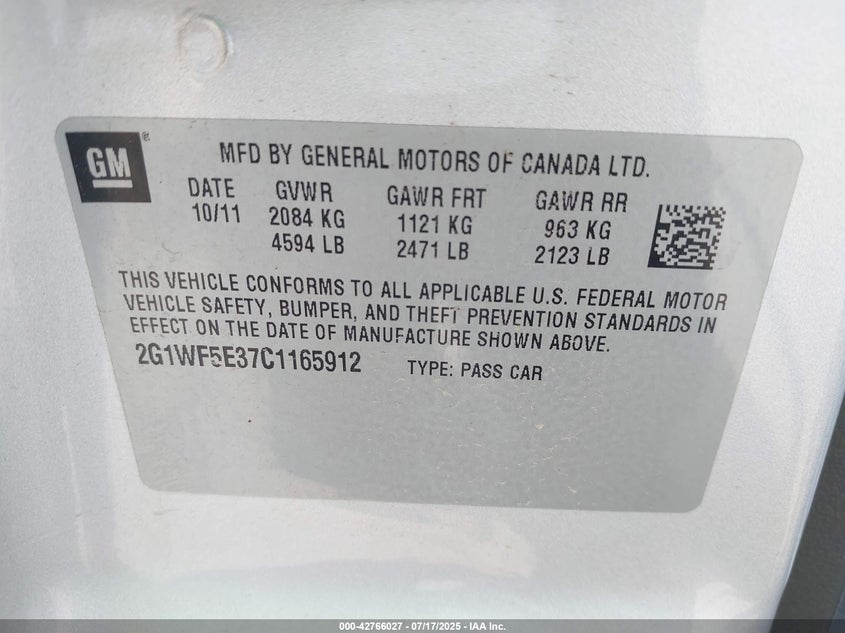 GM ®
MFD BY GENERAL MOTORS OF CANADA LTD.
DATE GVWR GAWR FRT GAWR RR
10/11 2084 KG 1121 KG 963 KG
4594 LB 2471 LB 2123 LB
THIS VEHICLE CONFORMS TO ALL APPLICABLE U.S. FEDERAL MOTOR
VEHICLE SAFETY, BUMPER, AND THEFT PREVENTION STANDARDS IN
EFFECT ON THE DATE OF MANUFACTURE SHOWN ABOVE.
2G1WF5E37C1165912 TYPE: PASS CAR
000-42766027 - 07/17/2025 - IAA Inc.